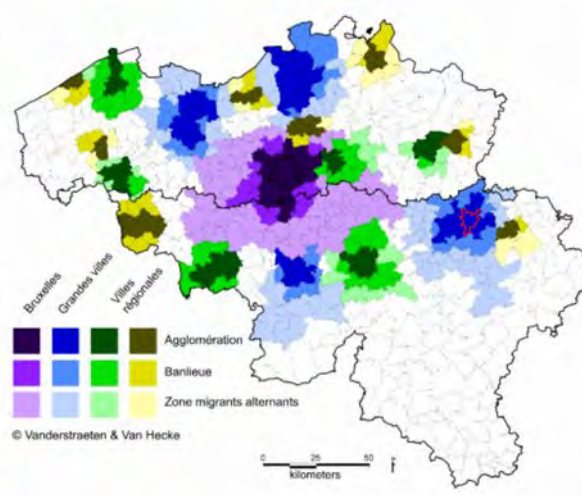 Bruxelles
Grandes villes
Villes
régionales
Agglomération
Banlieue
Zone migrants alternants
© Vanderstraeten & Van Hecke
0 25 50
kilometers